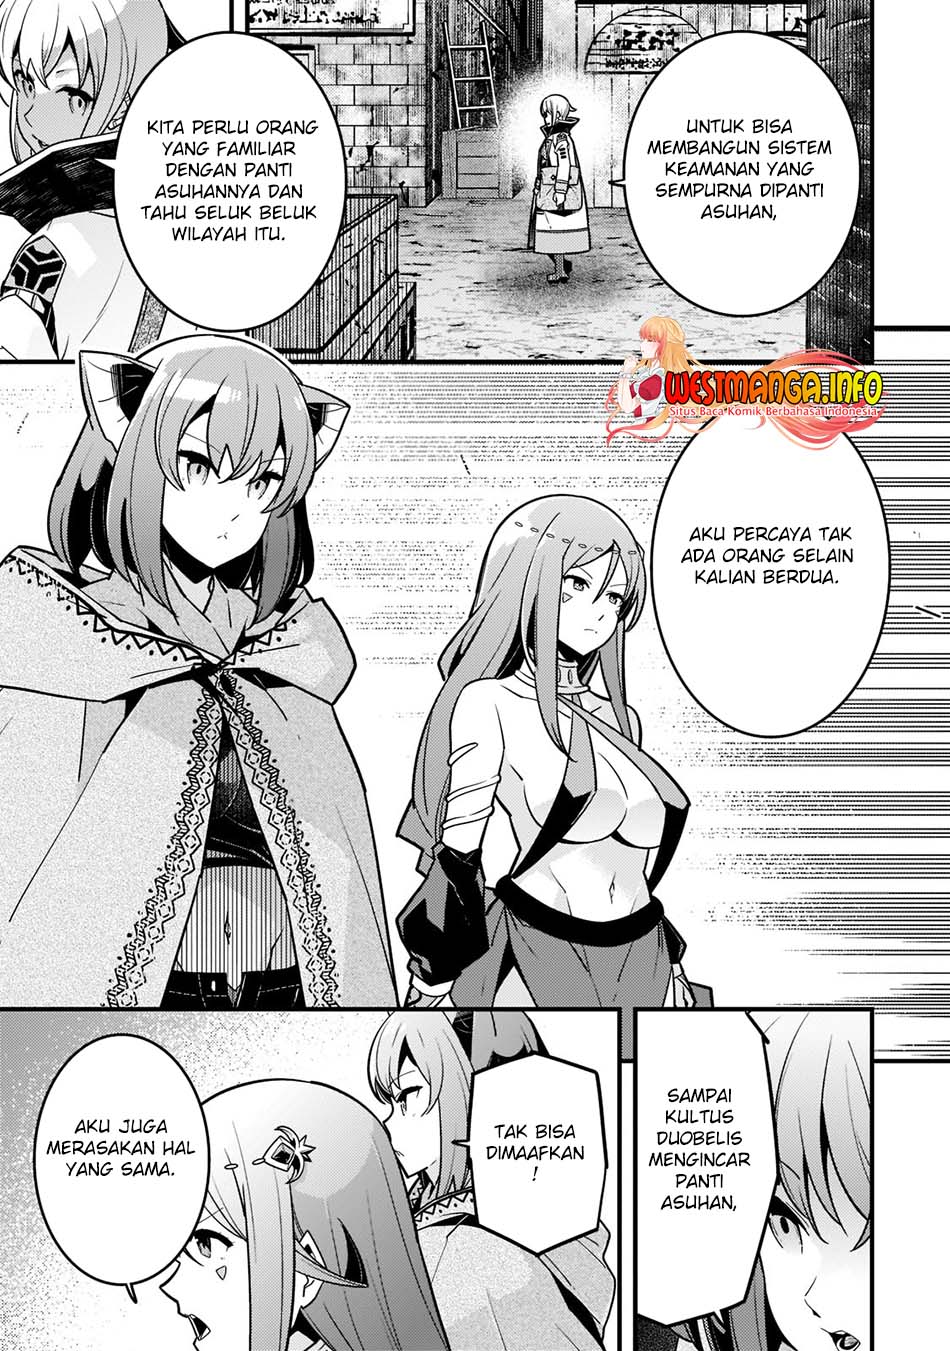 UNTUK BISA
MEMBANGUN SISTEM
KEAMANAN YANG
SEMPURNA DIPANTI
ASUHAN,
KITA PERLU ORANG
YANG FAMILIAR
DENGAN PANTI
ASUHANNYA DAN
TAHU SELUK BELUK
WILAYAH ITU.
WESTMANGA.INFO
Situs Baca Komik Berbahasa Indonesia
AKU PERCAYA TAK
ADA ORANG SELAIN
KALIAN BERDUA.
SAMPAI
KULTUS
DUOBELIS
MENGINCAR
PANTI
ASUHAN,
TAK BISA
DIMAAFKAN
!
AKU JUGA
MERASAKAN HAL
YANG SAMA.